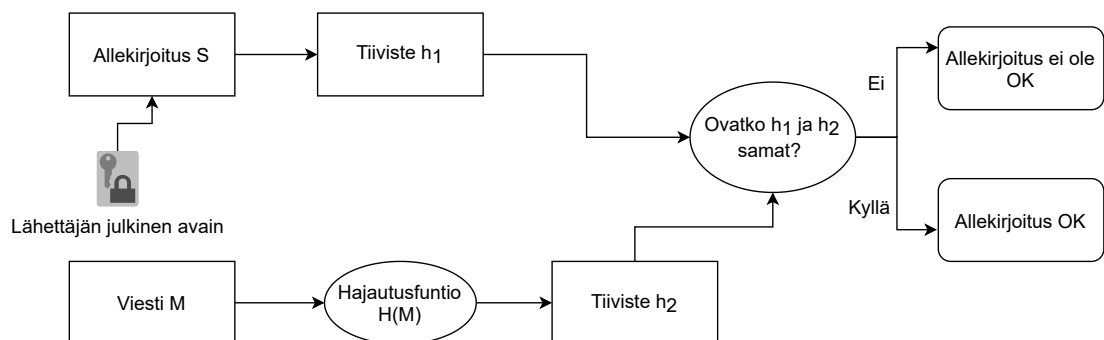 Allekirjoitus S
Tiiviste h1
Allekirjoitus ei ole
OK
Ei
Ovatko h1 ja h2
samat?
Kyllä
Allekirjoitus OK
Lähettäjän julkinen avain
Viesti M
Hajautusfuntio
H(M)
Tiiviste h2